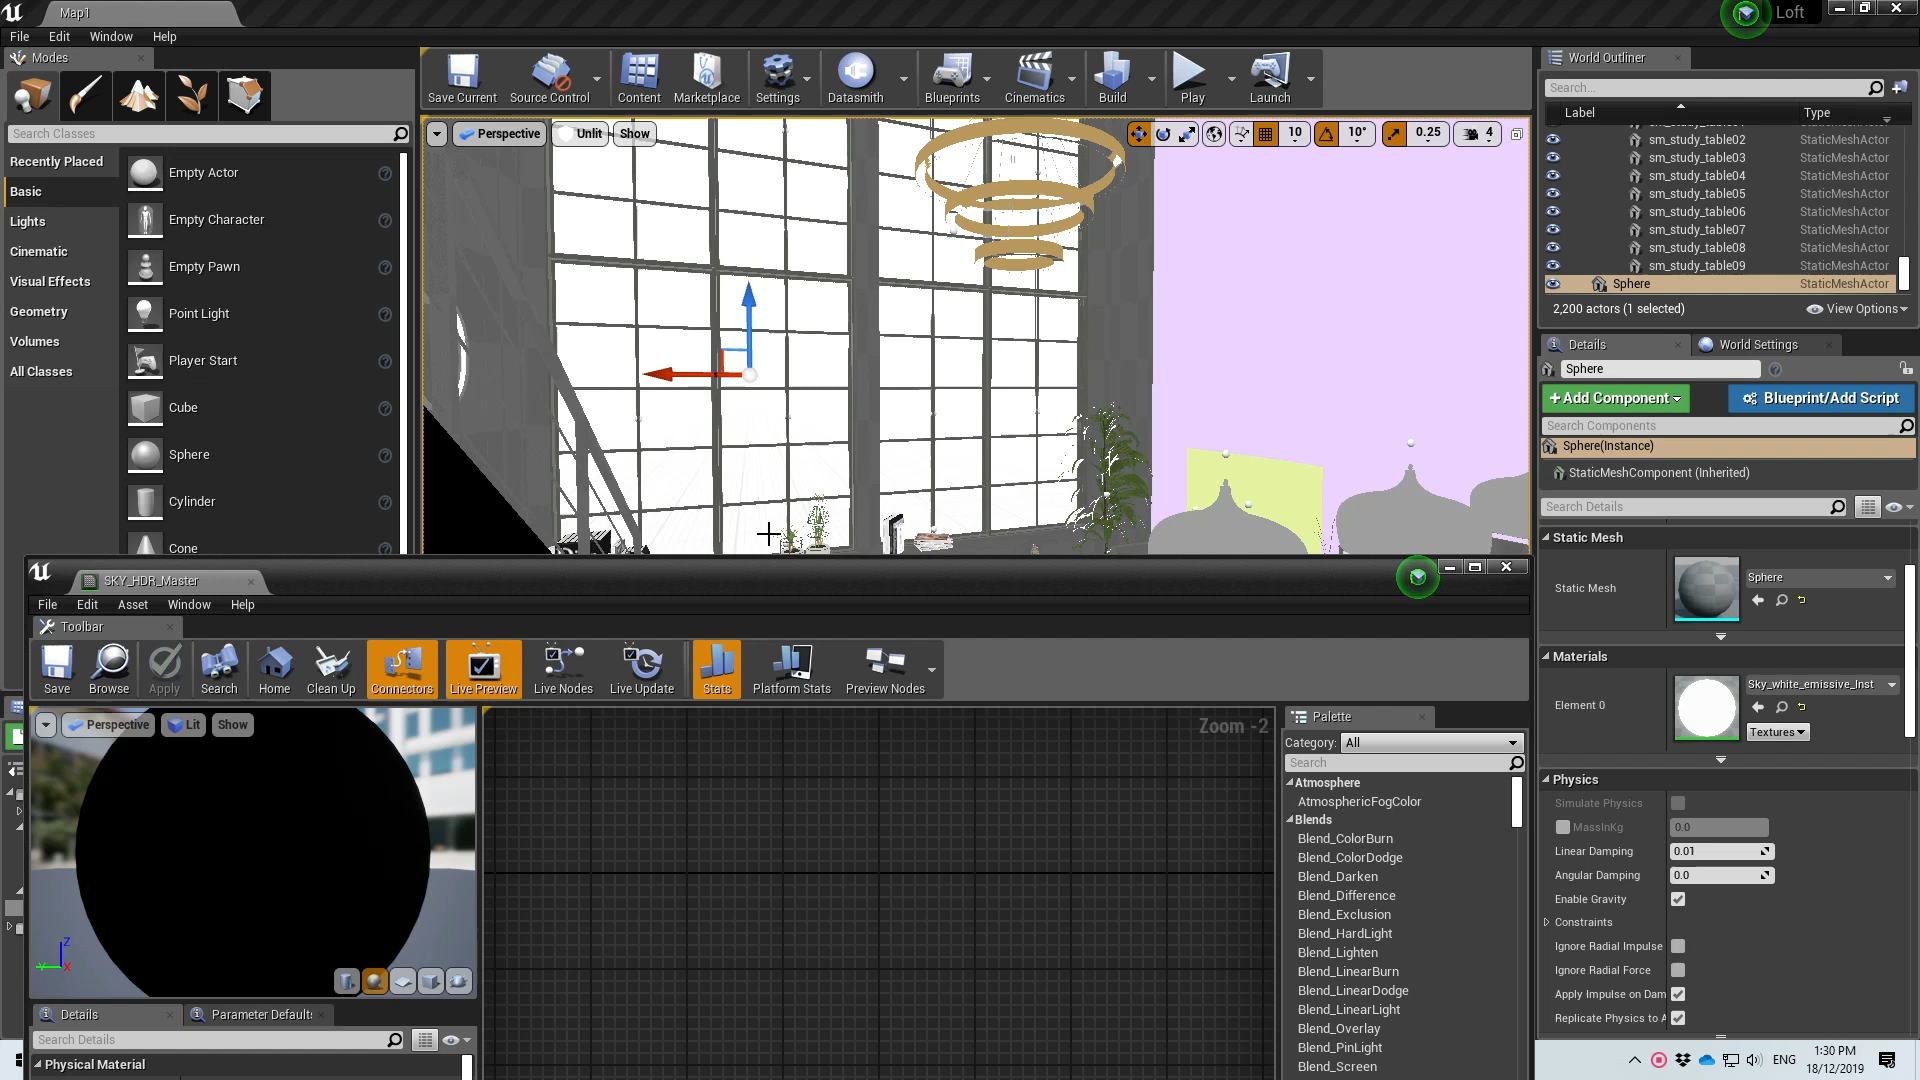 Map1
Loft
File Edit Window Help
Modes
Search Classes
Recently Placed
Basic
Lights
Cinematic
Visual Effects
Geometry
Volumes
All Classes
Empty Actor
Empty Character
Empty Pawn
Point Light
Player Start
Cube
Sphere
Cylinder
Cone
Save Current
Source Control
Content
Marketplace
Settings
Datasmith
Blueprints
Cinematics
Build
Play
Launch
Perspective Unlit Show
10 10° 0.25 4
World Outliner
Search...
Label Type
sm_study_table02 StaticMeshActor
sm_study_table03 StaticMeshActor
sm_study_table04 StaticMeshActor
sm_study_table05 StaticMeshActor
sm_study_table06 StaticMeshActor
sm_study_table07 StaticMeshActor
sm_study_table08 StaticMeshActor
sm_study_table09 StaticMeshActor
Sphere StaticMeshActor
2,200 actors (1 selected) View Options
Details World Settings
Sphere
+Add Component Blueprint/Add Script
Search Components
Sphere(Instance)
StaticMeshComponent (Inherited)
Search Details
Static Mesh
Static Mesh Sphere
Materials
Element 0 Sky_white_emissive_Inst
Textures
Physics
Simulate Physics
MassInKg 0.0
Linear Damping 0.01
Angular Damping 0.0
Enable Gravity
Constraints
Ignore Radial Impulse
Ignore Radial Force
Apply Impulse on Dam
Replicate Physics to A
SKY_HDR_Master
File Edit Asset Window Help
Toolbar
Save
Browse
Apply
Search
Home
Clean Up
Connectors
Live Preview
Live Nodes
Live Update
Stats
Platform Stats
Preview Nodes
Perspective Lit Show
Z
Y X
Zoom -2
Details Parameter Defaults
Search Details
Physical Material
Palette
Category: All
Search
Atmosphere
AtmosphericFogColor
Blends
Blend_ColorBurn
Blend_ColorDodge
Blend_Darken
Blend_Difference
Blend_Exclusion
Blend_HardLight
Blend_Lighten
Blend_LinearBurn
Blend_LinearDodge
Blend_LinearLight
Blend_Overlay
Blend_PinLight
Blend_Screen
ENG
1:30 PM
18/12/2019